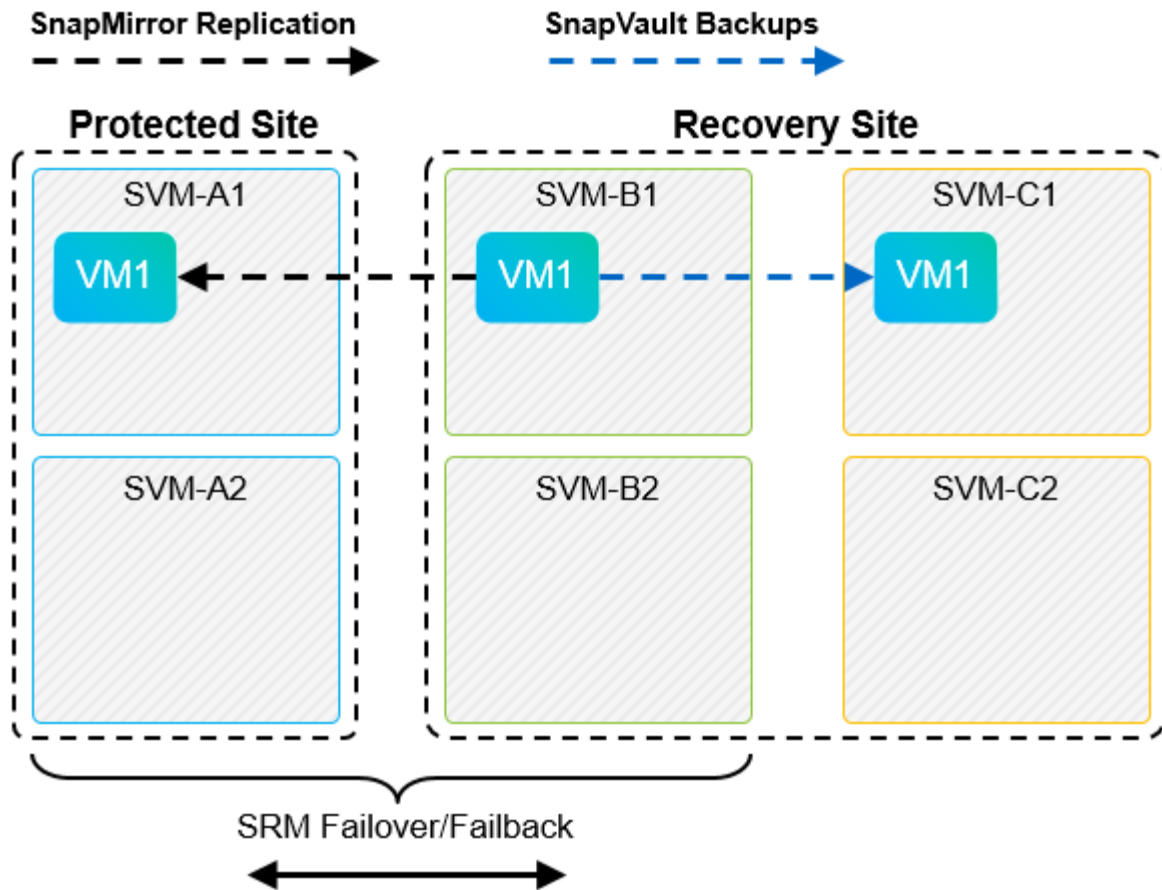 SnapMirror Replication
SnapVault Backups
Protected Site
Recovery Site
SVM-A1
SVM-B1
SVM-C1
VM1
VM1
VM1
SVM-A2
SVM-B2
SVM-C2
SRM Failover/Failback